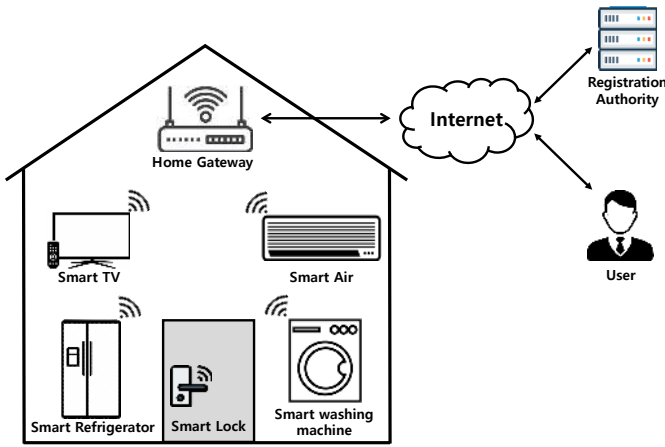 Registration
Authority
Internet
Home Gateway
Smart TV
Smart Air
User
Smart Refrigerator
Smart Lock
Smart washing
machine